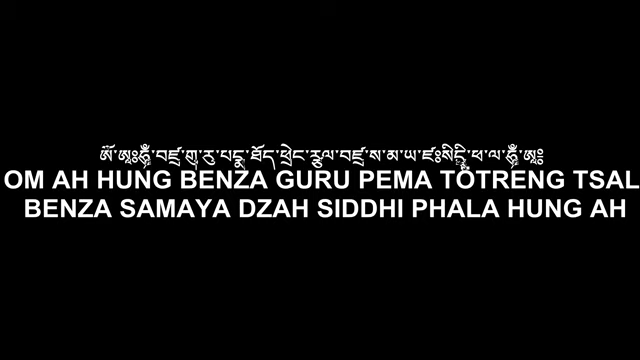 ཨོཾ་ཨཱཿཧཱུྃ་བཛྲ་གུ་རུ་པདྨ་ཐོད་ཕྲེང་རྩལ་བཛྲ་ས་མ་ཡ་ཛཿསིདྡྷི་ཕ་ལ་ཧཱུྃ་ཨཱཿ
OM AH HUNG BENZA GURU PEMA TÖTRENG TSAL
BENZA SAMAYA DZAH SIDDHI PHALA HUNG AH